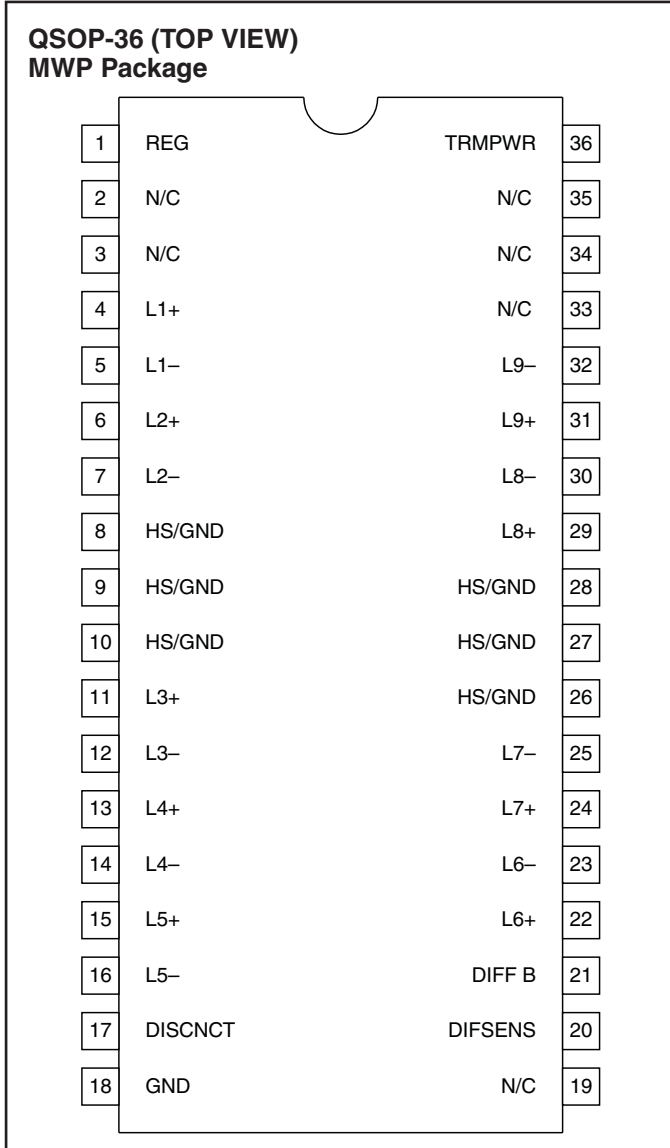 QSOP-36 (TOP VIEW)
MWP Package
1 REG TRMPWR 36
2 N/C N/C 35
3 N/C N/C 34
4 L1+ N/C 33
5 L1– L9– 32
6 L2+ L9+ 31
7 L2– L8– 30
8 HS/GND L8+ 29
9 HS/GND HS/GND 28
10 HS/GND HS/GND 27
11 L3+ HS/GND 26
12 L3– L7– 25
13 L4+ L7+ 24
14 L4– L6– 23
15 L5+ L6+ 22
16 L5– DIFF B 21
17 DISCNCT DIFSENS 20
18 GND N/C 19